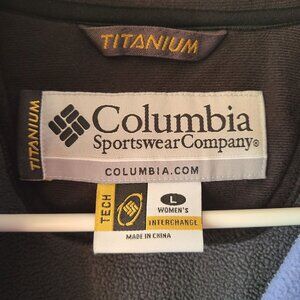 TITANIUM
TITANIUM
Columbia
Sportswear Company®
COLUMBIA.COM
TECH
L
WOMEN'S
INTERCHANGE
MADE IN CHINA